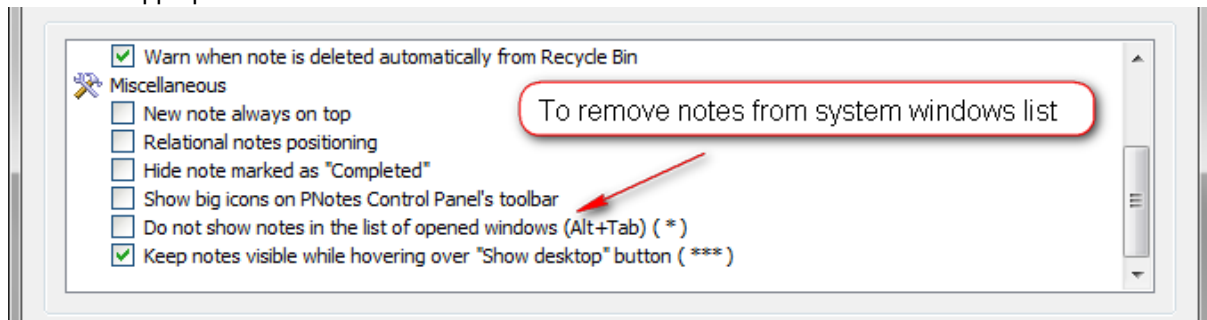 Warn when note is deleted automatically from Recycle Bin
Miscellaneous
New note always on top
To remove notes from system windows list
Relational notes positioning
Hide note marked as "Completed"
Show big icons on PNotes Control Panel's toolbar
Do not show notes in the list of opened windows (Alt+Tab) ( * )
Keep notes visible while hovering over "Show desktop" button ( *** )